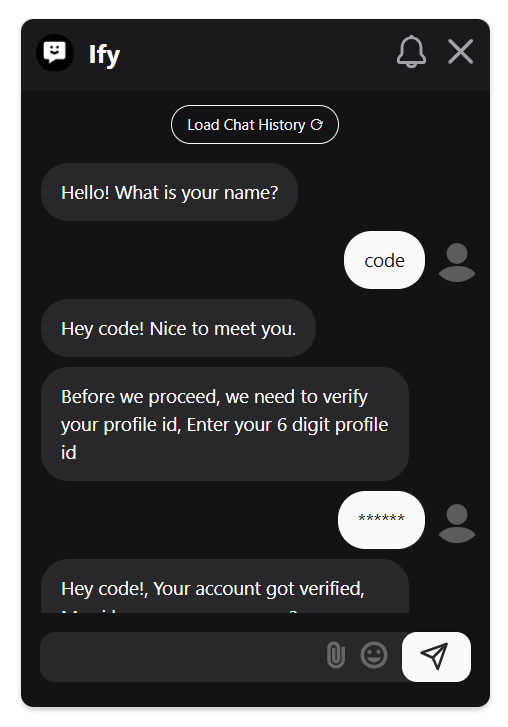 Ify
Load Chat History
Hello! What is your name?
code
Hey code! Nice to meet you.
Before we proceed, we need to verify
your profile id, Enter your 6 digit profile
id
******
Hey code!, Your account got verified,